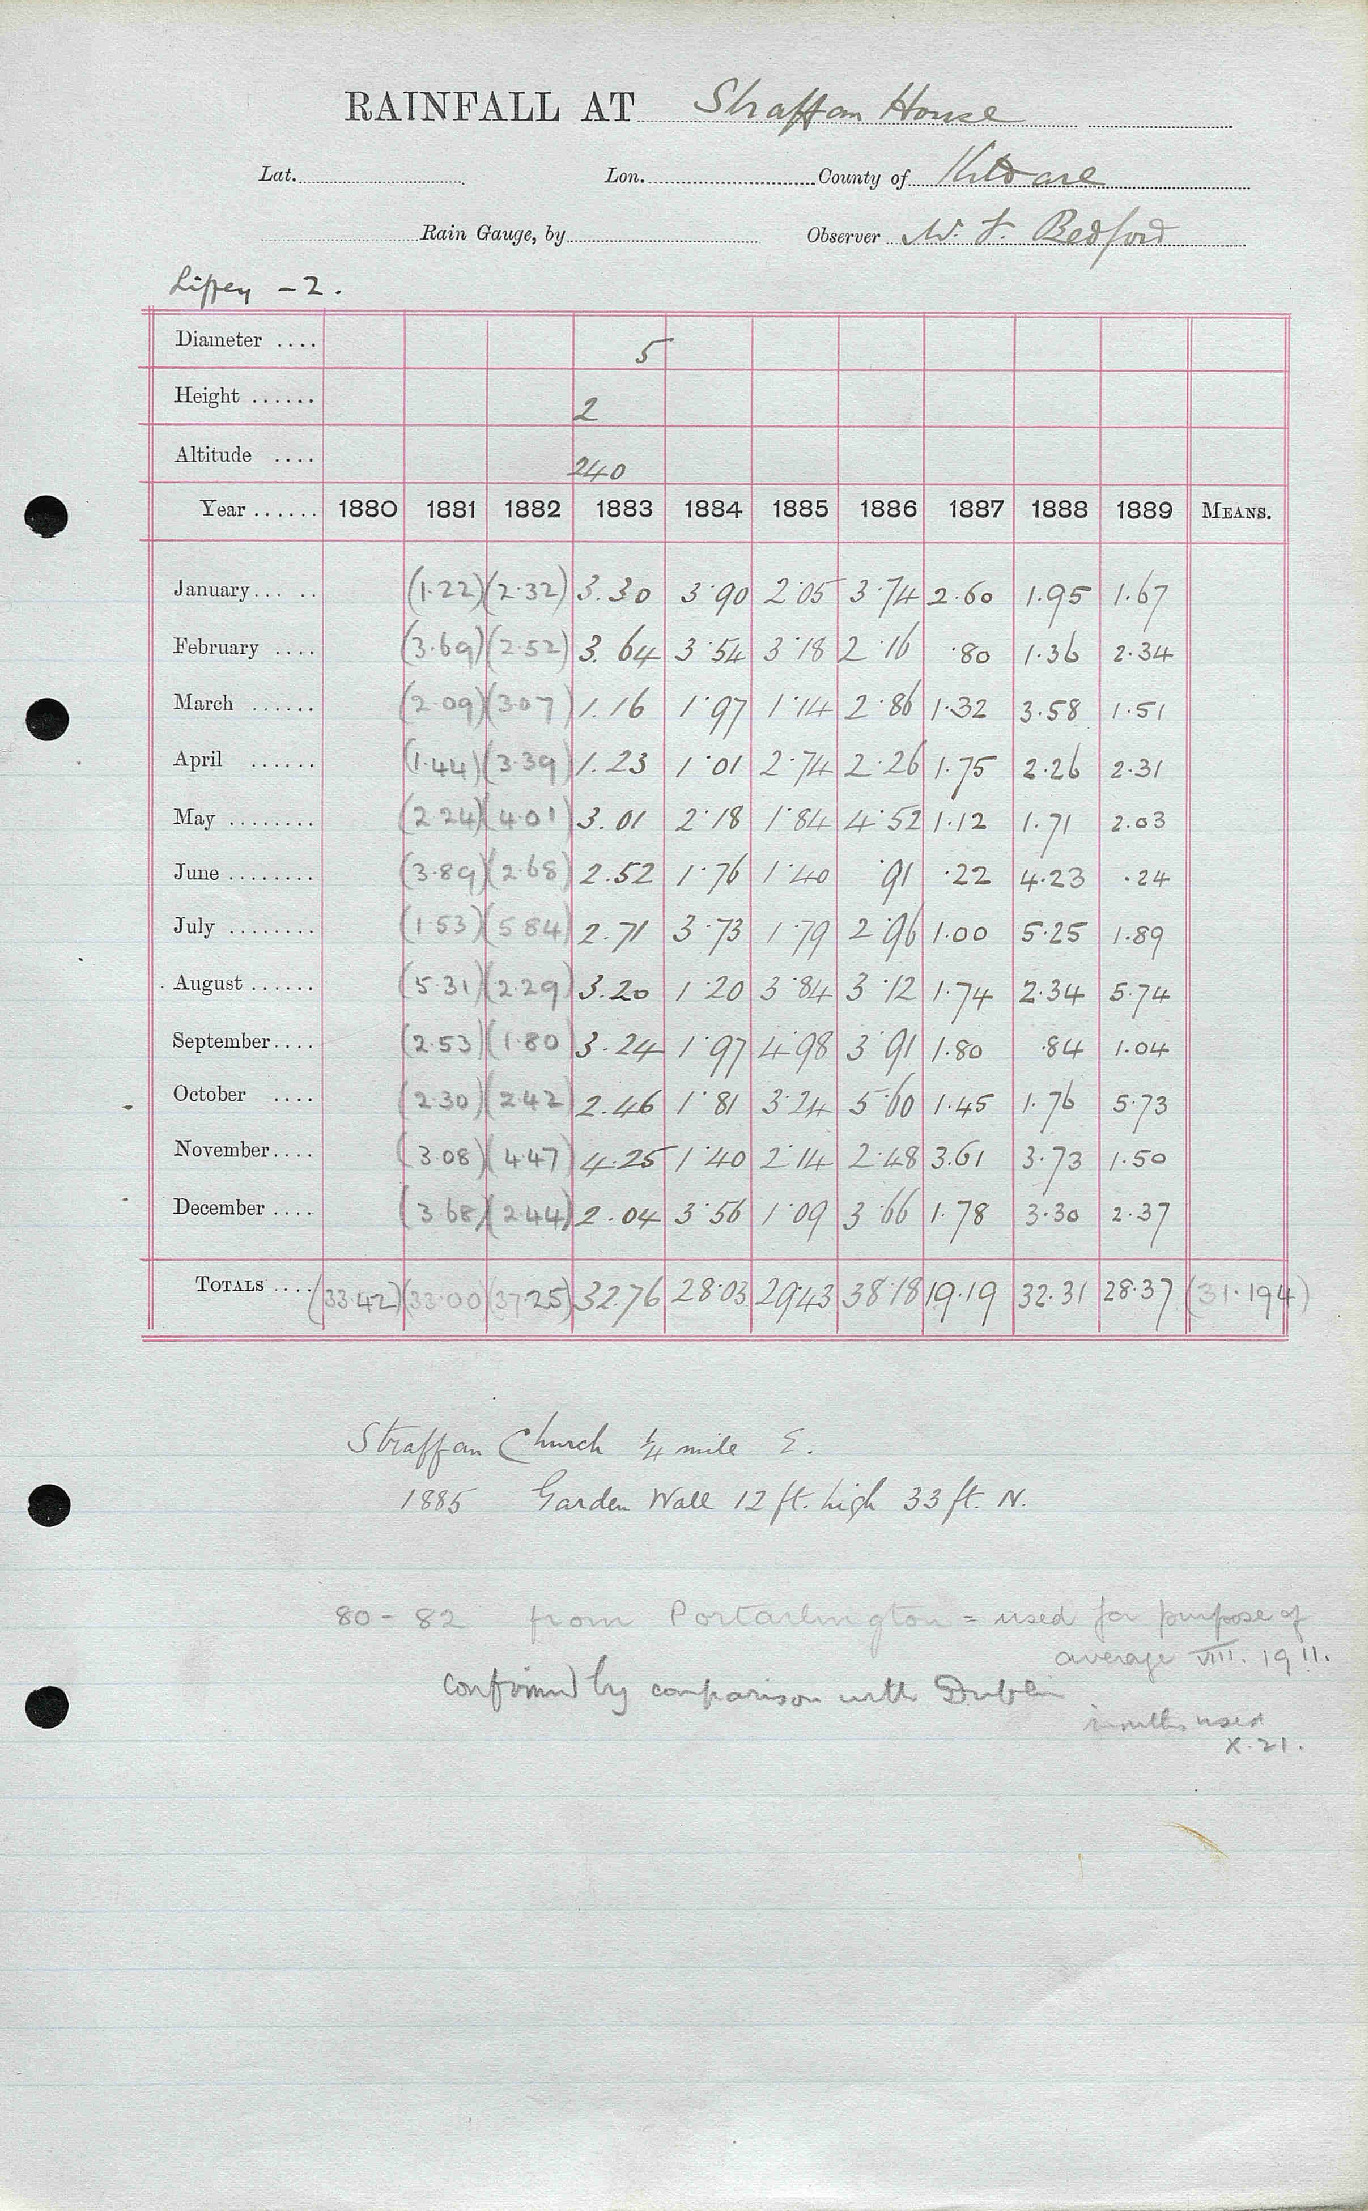 RAINFALL AT Straffan House
Lat. Lon. County of Kildare
Rain Gauge, by Observer W. F. Bedford
Liffey - 2.
Diameter .... 5
Height ...... 2
Altitude .... 240
Year ...... 1880 1881 1882 1883 1884 1885 1886 1887 1888 1889 MEANS.
January... .. (1.22) (2.32) 3.30 3.90 2.05 3.74 2.60 1.95 1.67
February .... (3.69) (2.52) 3.64 3.54 3.18 2.16 .80 1.36 2.34
March ...... (2.09) (3.07) 1.16 1.97 1.14 2.86 1.32 3.58 1.51
April ...... (1.44) (3.39) 1.23 1.01 2.74 2.26 1.75 2.26 2.31
May ........ (2.24) (4.01) 3.01 2.18 1.84 4.52 1.12 1.71 2.03
June ........ (3.89) (2.68) 2.52 1.76 1.40 .91 .22 4.23 .24
July ........ (1.53) (5.84) 2.71 3.73 1.79 2.96 1.00 5.25 1.89
August ...... (5.31) (2.29) 3.20 1.20 3.84 3.12 1.74 2.34 5.74
September.... (2.53) (1.80) 3.24 1.97 4.98 3.91 1.80 .84 1.04
October .... (2.30) (2.42) 2.46 1.81 3.24 5.60 1.45 1.76 5.73
November.... (3.08) (4.47) 4.25 1.40 2.14 2.48 3.61 3.73 1.50
December .... (3.68) (2.44) 2.04 3.56 1.09 3.66 1.78 3.30 2.37
TOTALS .... (33.42) (33.00) (37.25) 32.76 28.03 29.43 38.18 19.19 32.31 28.37 (31.194)
Straffan Church 1/4 mile E.
1885 Garden Wall 12 ft. high 33 ft. N.
80 - 82 from Portarlington = used for purpose of
average VIII. 1911.
Confirmed by comparison with Dublin
months used
X.21.